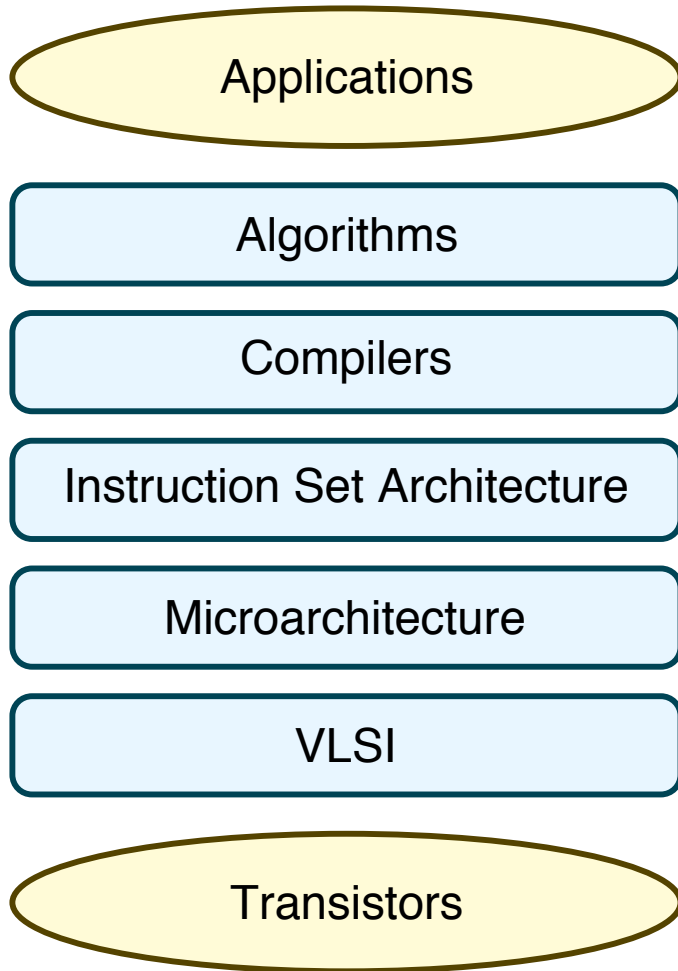 Applications
Algorithms
Compilers
Instruction Set Architecture
Microarchitecture
VLSI
Transistors